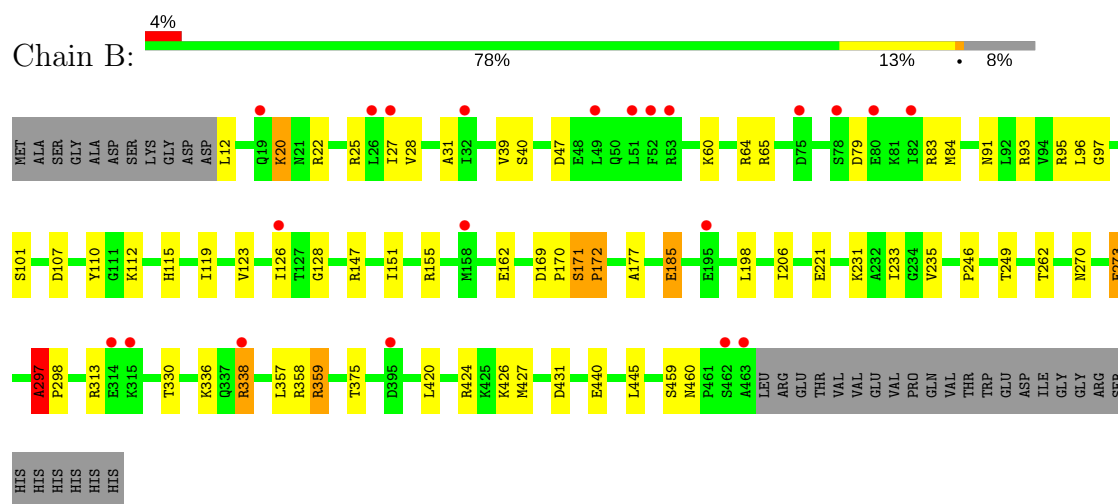 4%
Chain B:
78% 13% • 8%
MET ALA SER GLY ALA ASP SER LYS GLY ASP ASP L12 Q19 K20 N21 R22 R25 L26 I27 V28 A31 I32 V39 S40 D47 E48 L49 Q50 L51 F52 R53 K60 R64 R65 D75 S78 D79 E80 K81 I82 R83 M84 N91 L92 R93 V94 R95 L96 G97
S101 D107 Y110 G111 K112 H115 I119 V123 I126 T127 G128 R147 I151 R155 M158 E162 D169 P170 S171 P172 A177 E185 E195 L198 I206 E221 K231 A232 I233 G234 V235 P246 T249 T262 N270
A297 P298 R313 E314 K315 T330 K336 Q337 R338 L357 R358 R359 T375 D395 L420 R424 K425 K426 M427 D431 E440 L445 S459 N460 P461 S462 A463 LEU ARG GLU THR VAL VAL GLU VAL PRO GLN VAL THR TRP GLU ASP ILE GLY GLY ARG
HIS HIS HIS HIS HIS HIS